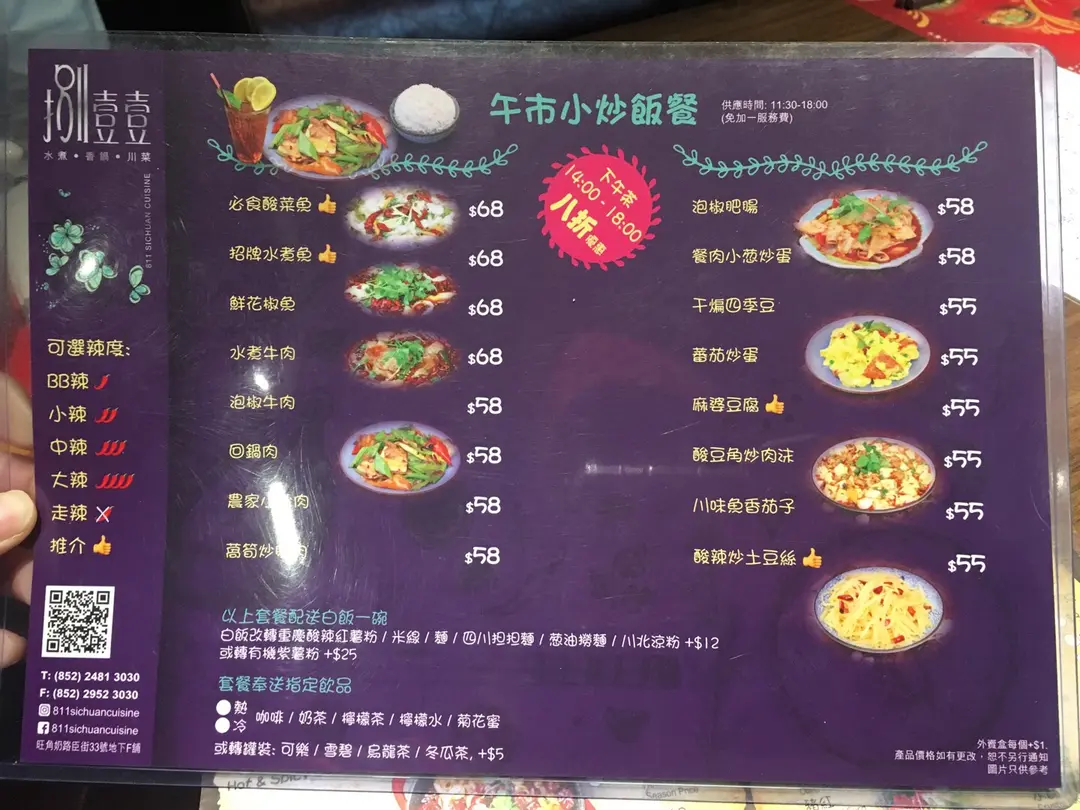 捌壹壹
水煮•香鍋•川菜
811 SICHUAN CUISINE
可選辣度:
BB辣
小辣
中辣
大辣
走辣
推介
T: (852) 2481 3030
F: (852) 2952 3030
811sichuancuisine
811sichuancuisine
旺角奶路臣街33號地下F舖
午市小炒飯餐
供應時間: 11:30-18:00
(免加一服務費)
下午茶
14:00 - 18:00
八折優惠
必食酸菜魚 $68
招牌水煮魚 $68
鮮花椒魚 $68
水煮牛肉 $68
泡椒牛肉 $58
回鍋肉 $58
農家小 肉 $58
萵筍炒 肉 $58
泡椒肥腸 $58
餐肉小葱炒蛋 $58
干煸四季豆 $55
蕃茄炒蛋 $55
麻婆豆腐 $55
酸豆角炒肉沫 $55
川味魚香茄子 $55
酸辣炒土豆絲 $55
以上套餐配送白飯一碗
白飯改轉重慶酸辣紅薯粉 / 米線 / 麵 / 四川担担麵 / 葱油撈麵 / 川北凉粉 +$12
或轉有機紫薯粉 +$25
套餐奉送指定飲品
熱
冷
咖啡 / 奶茶 / 檸檬茶 / 檸檬水 / 菊花蜜
或轉罐裝: 可樂 / 雪碧 / 烏龍茶 / 冬瓜茶, +$5
外賣盒每個+$1.
產品價格如有更改，恕不另行通知
圖片只供參考
Hot &
Season Price